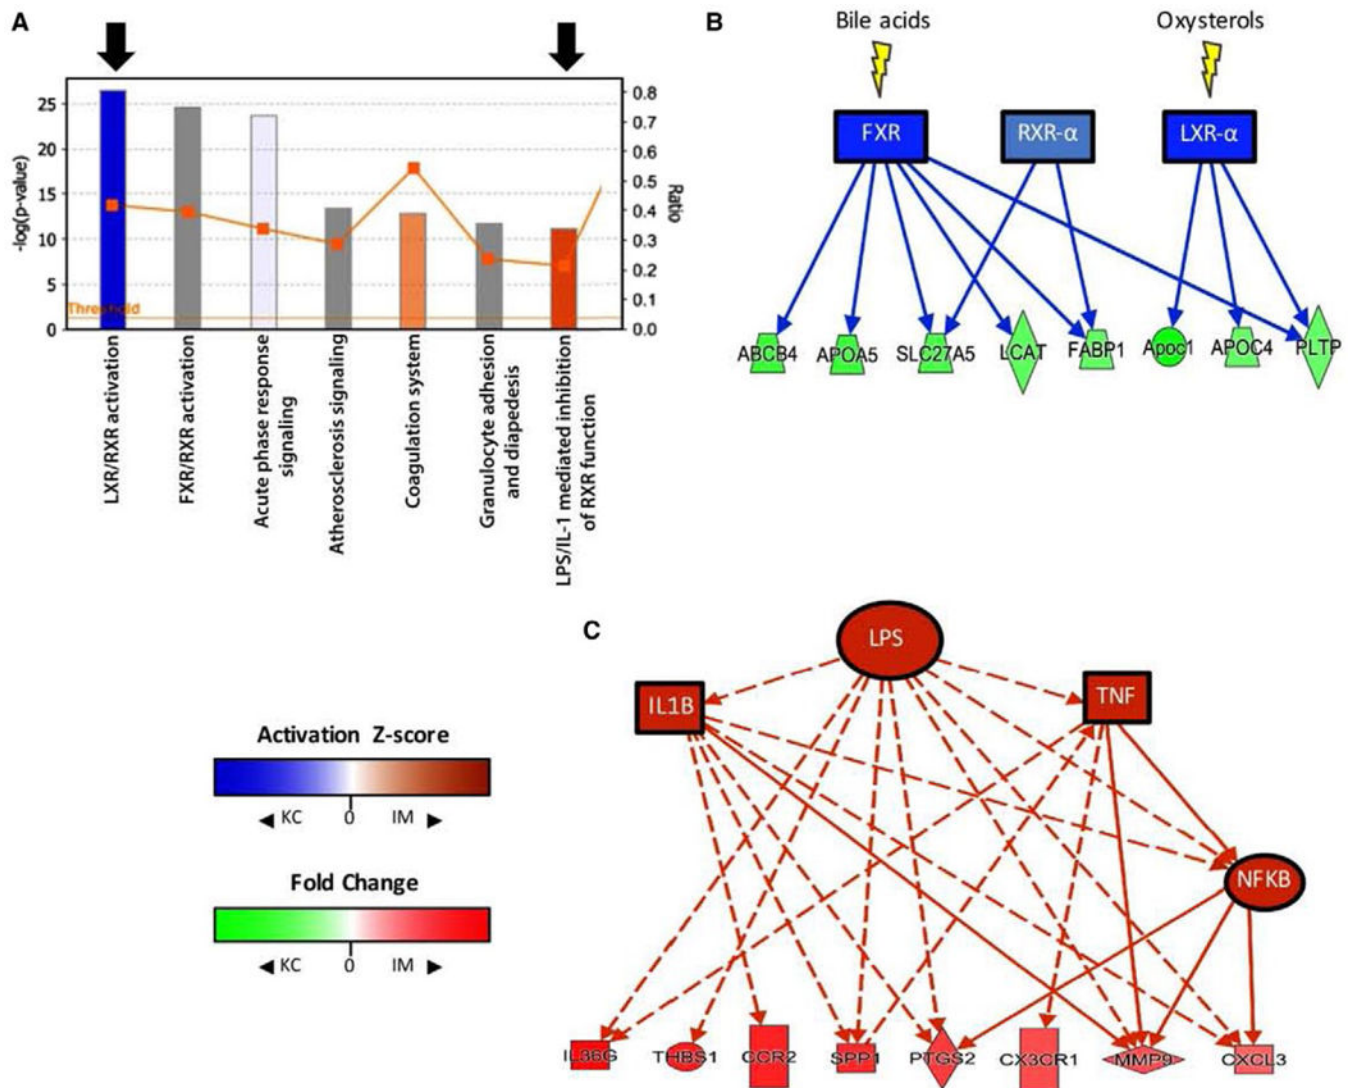 A
25
20
15
10
5
0
-log(p-value)
Threshold
0.8
0.7
0.6
0.5
0.4
0.3
0.2
0.1
0.0
Ratio
LXR/RXR activation
FXR/RXR activation
Acute phase response
signaling
Atherosclerosis signaling
Coagulation system
Granulocyte adhesion
and diapedesis
LPS/IL-1 mediated inhibition
of RXR function
B
Bile acids
Oxysterols
FXR
RXR-α
LXR-α
ABCB4
APOA5
SLC27A5
LCAT
FABP1
Apoc1
APOC4
PLTP
Activation Z-score
KC 0 IM
Fold Change
KC 0 IM
C
LPS
IL1B
TNF
NFKB
IL36G
THBS1
CCR2
SPP1
PTGS2
CX3CR1
MMP9
CXCL3